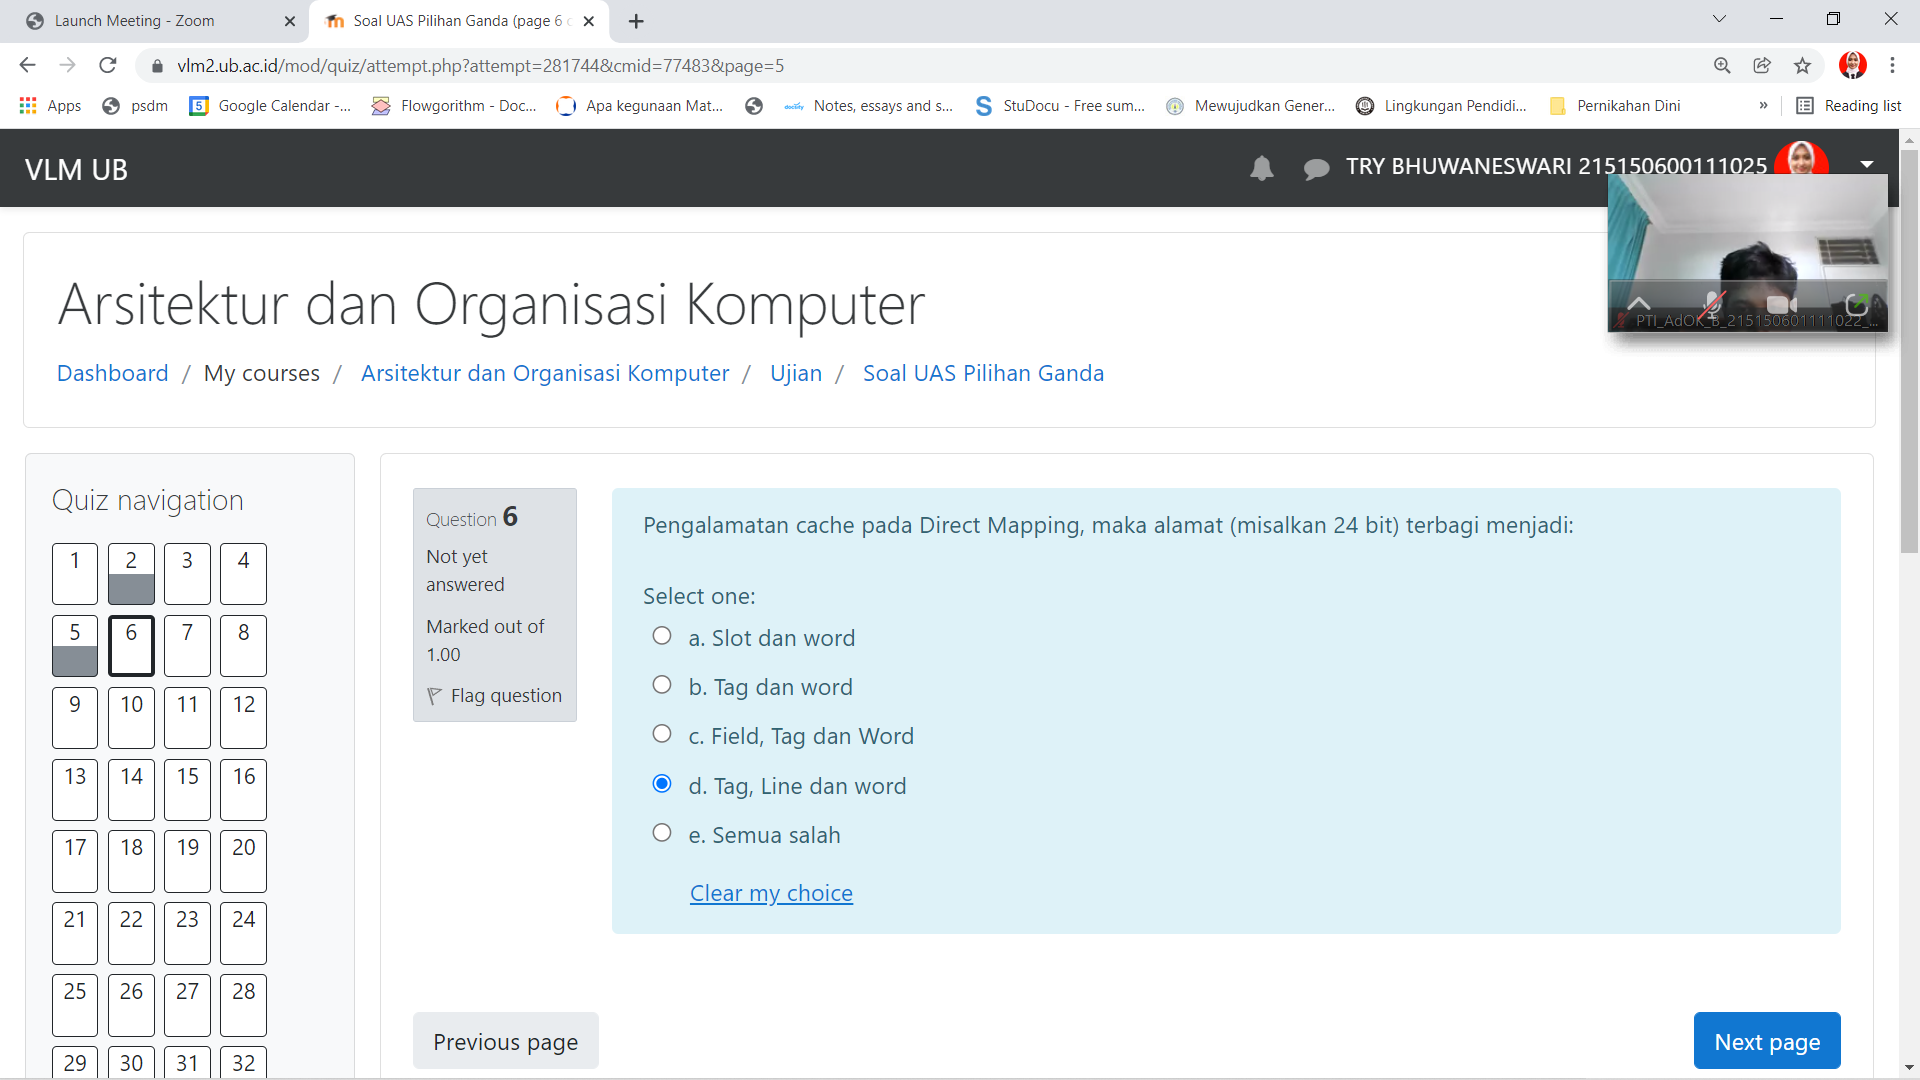 Launch Meeting - Zoom
Soal UAS Pilihan Ganda (page 6 o
vlm2.ub.ac.id/mod/quiz/attempt.php?attempt=281744&cmid=77483&page=5
Apps
psdm
Google Calendar -...
Flowgorithm - Doc...
Apa kegunaan Mat...
Notes, essays and s...
StuDocu - Free sum...
Mewujudkan Gener...
Lingkungan Pendidi...
Pernikahan Dini
»
Reading list
VLM UB
TRY BHUWANESWARI 215150600111025
PTI_AdOK_B_215150601111022_...
Arsitektur dan Organisasi Komputer
Dashboard / My courses / Arsitektur dan Organisasi Komputer / Ujian / Soal UAS Pilihan Ganda
Quiz navigation
1 2 3 4
5 6 7 8
9 10 11 12
13 14 15 16
17 18 19 20
21 22 23 24
25 26 27 28
29 30 31 32
Question 6
Not yet
answered
Marked out of
1.00
Flag question
Pengalamatan cache pada Direct Mapping, maka alamat (misalkan 24 bit) terbagi menjadi:
Select one:
a. Slot dan word
b. Tag dan word
c. Field, Tag dan Word
d. Tag, Line dan word
e. Semua salah
Clear my choice
Previous page
Next page